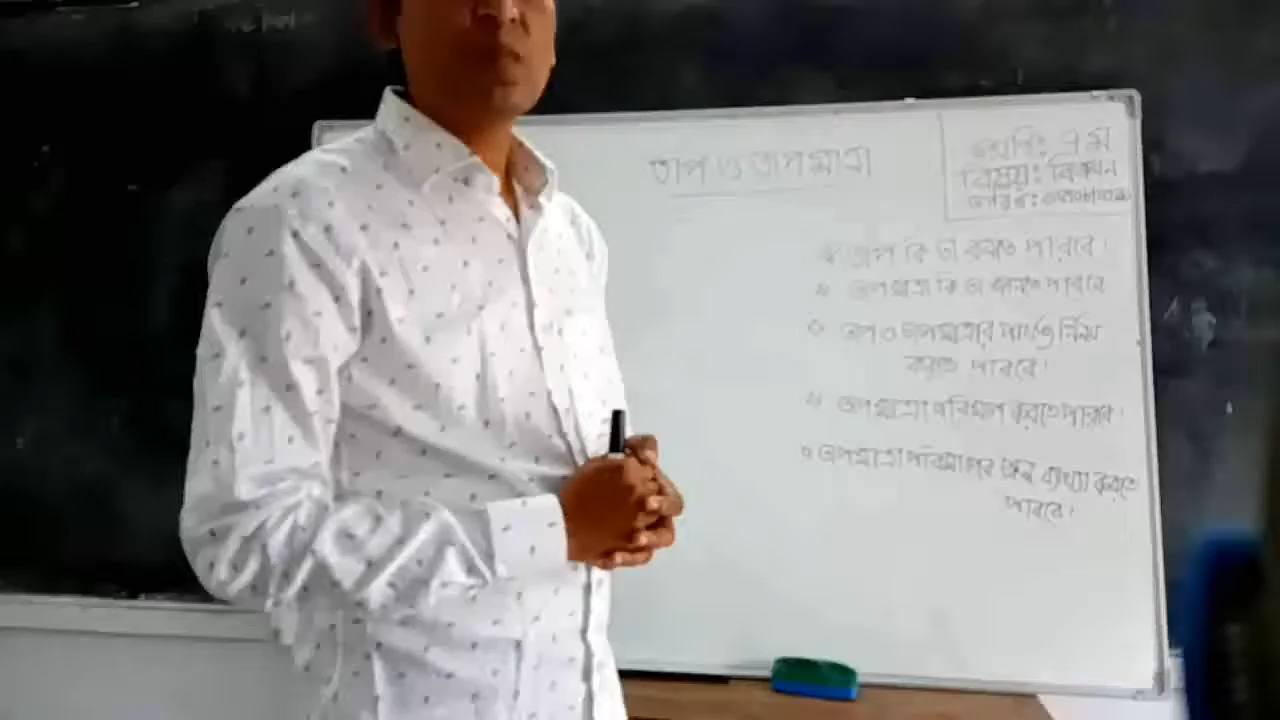 তাপ ও তাপমাত্রা
শ্রেণি: ৭ম
বিষয়: বিজ্ঞান
তাপ কি তা বলতে পারবে।
তাপমাত্রা কি তা বলতে পারবে
তাপ ও তাপমাত্রার পার্থক্য নির্ণয়
করতে পারবে।
তাপমাত্রা পরিমাপ করতে পারবে।
তাপমাত্রা পরিমাপের ব্যাখ্যা করতে
পারবে।